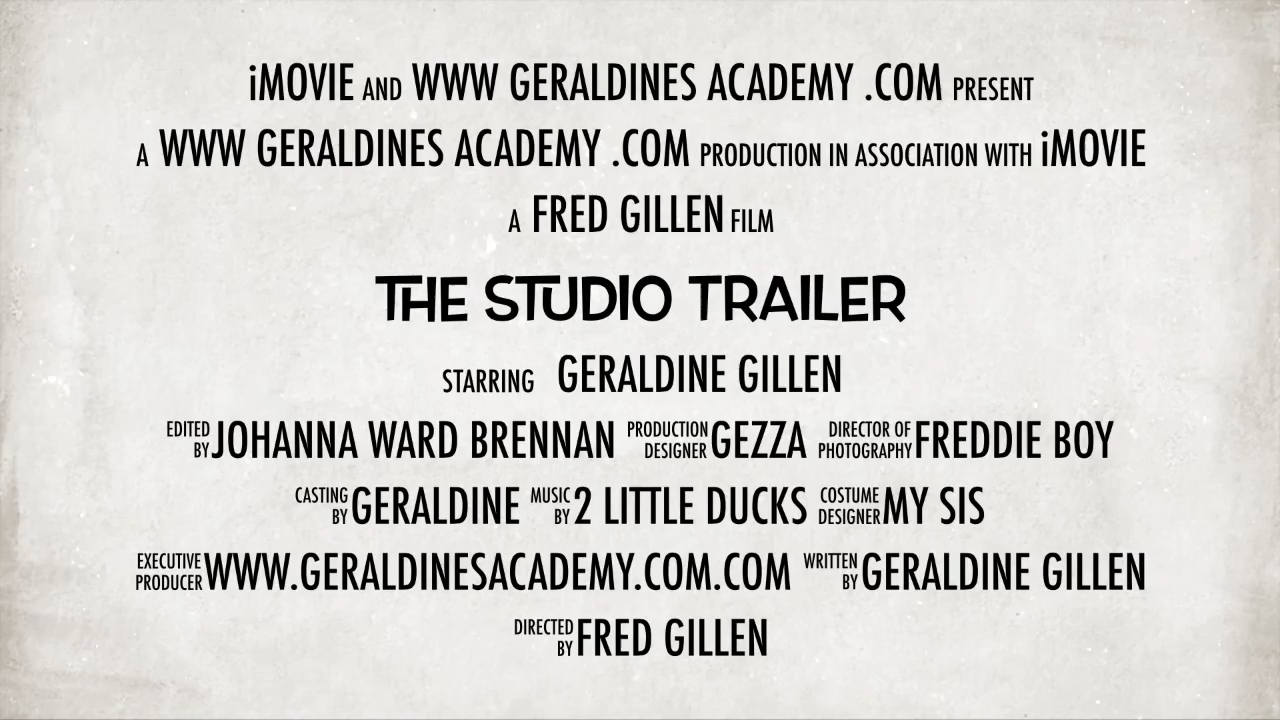 iMOVIE AND WWW GERALDINES ACADEMY .COM PRESENT
A WWW GERALDINES ACADEMY .COM PRODUCTION IN ASSOCIATION WITH iMOVIE
A FRED GILLEN FILM
THE STUDIO TRAILER
STARRING GERALDINE GILLEN
EDITED BY JOHANNA WARD BRENNAN PRODUCTION DESIGNER GEZZA DIRECTOR OF PHOTOGRAPHY FREDDIE BOY
CASTING BY GERALDINE MUSIC BY 2 LITTLE DUCKS COSTUME DESIGNER MY SIS
EXECUTIVE PRODUCER WWW.GERALDINESACADEMY.COM.COM WRITTEN BY GERALDINE GILLEN
DIRECTED BY FRED GILLEN